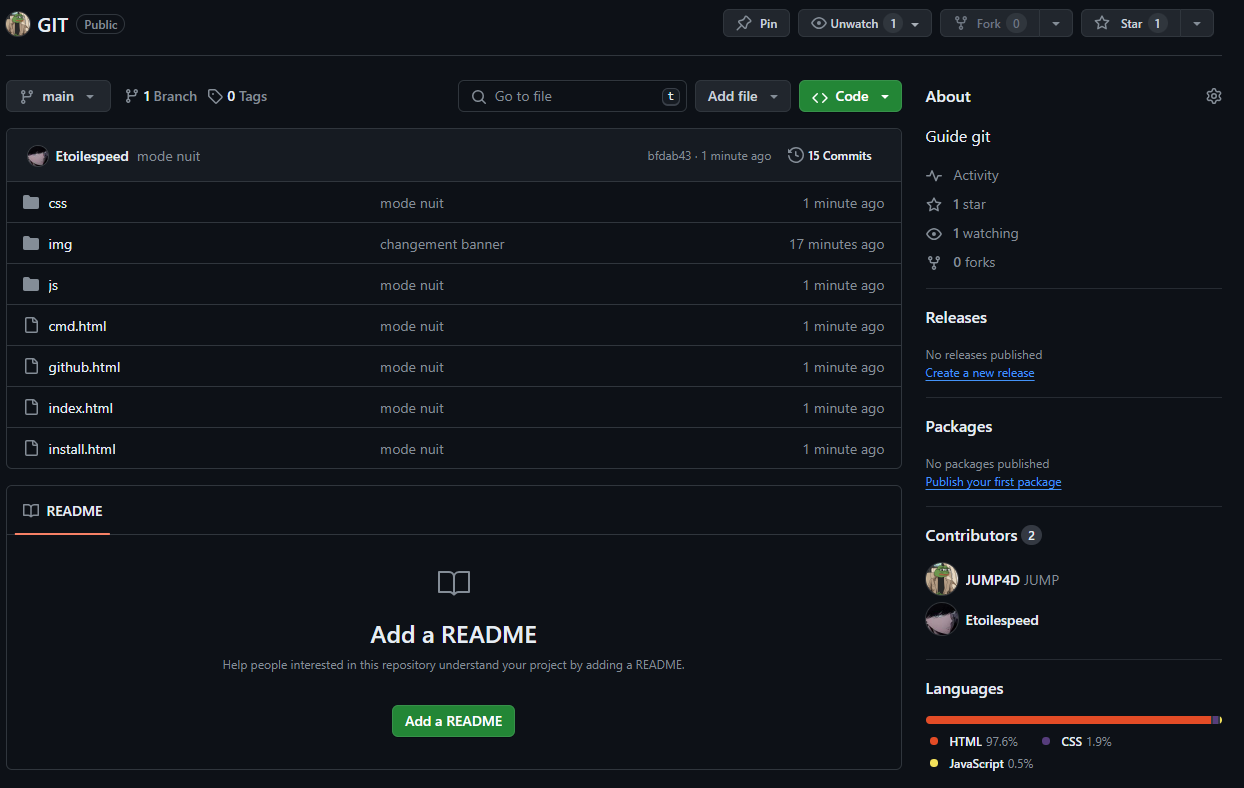 GIT Public Pin Unwatch 1 Fork 0 Star 1
main 1 Branch 0 Tags Go to file t Add file Code
Etoilespeed mode nuit bfdab43 · 1 minute ago 15 Commits
css mode nuit 1 minute ago
img changement banner 17 minutes ago
js mode nuit 1 minute ago
cmd.html mode nuit 1 minute ago
github.html mode nuit 1 minute ago
index.html mode nuit 1 minute ago
install.html mode nuit 1 minute ago
README
Add a README
Help people interested in this repository understand your project by adding a README.
Add a README
About
Guide git
Activity
1 star
1 watching
0 forks
Releases
No releases published
Create a new release
Packages
No packages published
Publish your first package
Contributors 2
JUMP4D JUMP
Etoilespeed
Languages
HTML 97.6% CSS 1.9%
JavaScript 0.5%